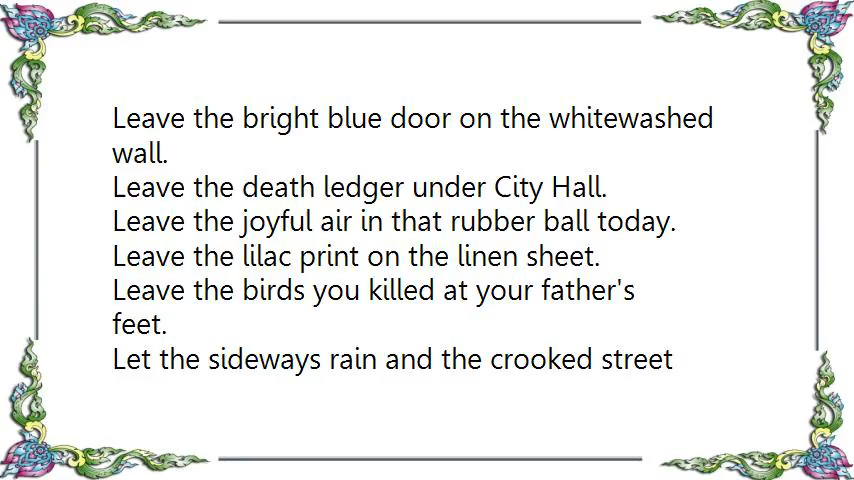 Leave the bright blue door on the whitewashed
wall.
Leave the death ledger under City Hall.
Leave the joyful air in that rubber ball today.
Leave the lilac print on the linen sheet.
Leave the birds you killed at your father's
feet.
Let the sideways rain and the crooked street